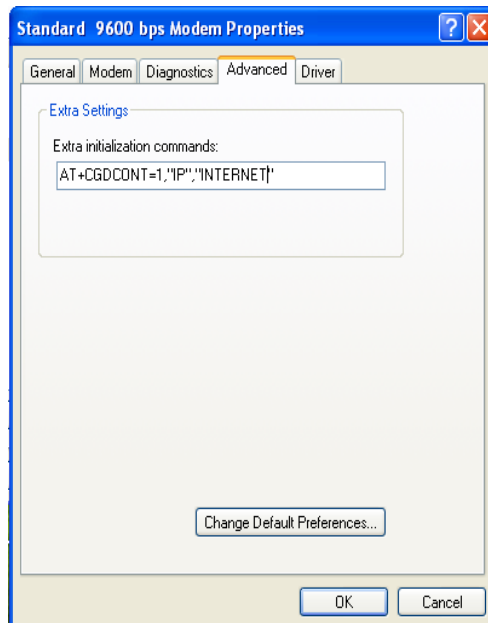 Standard 9600 bps Modem Properties
General Modem Diagnostics Advanced Driver
Extra Settings
Extra initialization commands:
AT+CGDCONT=1,"IP","INTERNET"
Change Default Preferences...
OK Cancel